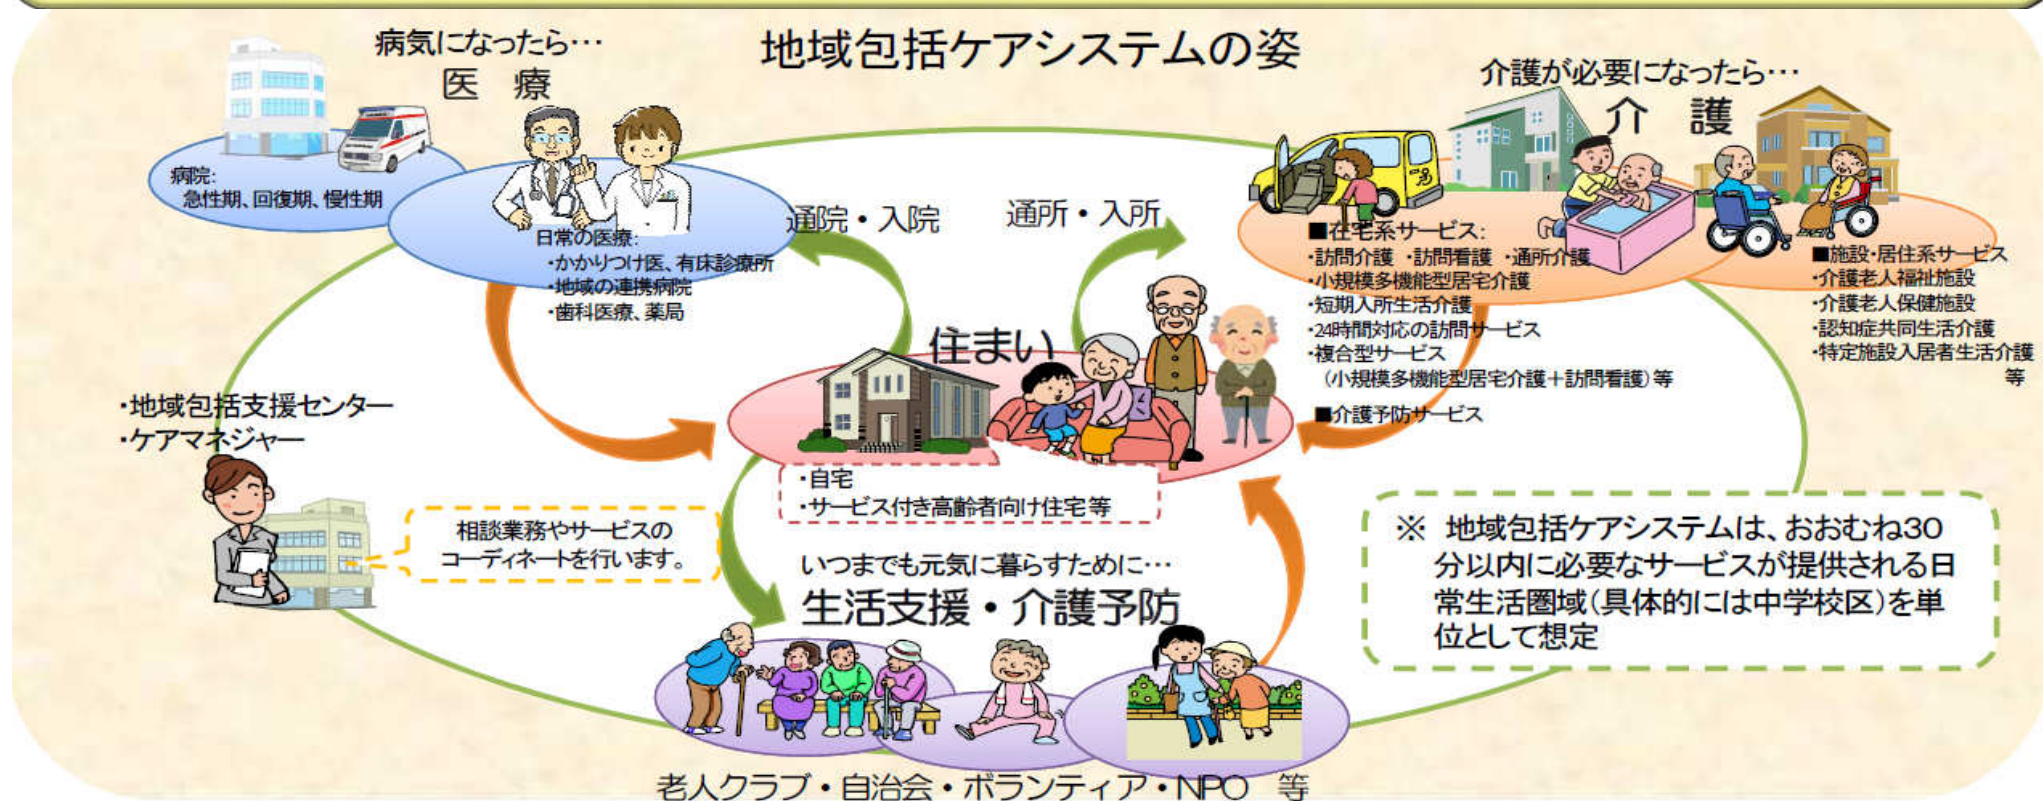 地域包括ケアシステムの姿
病気になったら…
医 療
病院:
急性期、回復期、慢性期
日常の医療:
・かかりつけ医、有床診療所
・地域の連携病院
・歯科医療、薬局
通院・入院
通所・入所
介護が必要になったら…
介 護
■在宅系サービス:
・訪問介護 ・訪問看護 ・通所介護
・小規模多機能型居宅介護
・短期入所生活介護
・24時間対応の訪問サービス
・複合型サービス
（小規模多機能型居宅介護＋訪問看護）等
■介護予防サービス
■施設・居住系サービス
・介護老人福祉施設
・介護老人保健施設
・認知症共同生活介護
・特定施設入居者生活介護
等
住まい
・自宅
・サービス付き高齢者向け住宅 等
・地域包括支援センター
・ケアマネジャー
相談業務やサービスの
コーディネートを行います。
いつまでも元気に暮らすために…
生活支援・介護予防
老人クラブ・自治会・ボランティア・NPO 等
※ 地域包括ケアシステムは、おおむね30
分以内に必要なサービスが提供される日
常生活圏域（具体的には中学校区）を単
位として想定